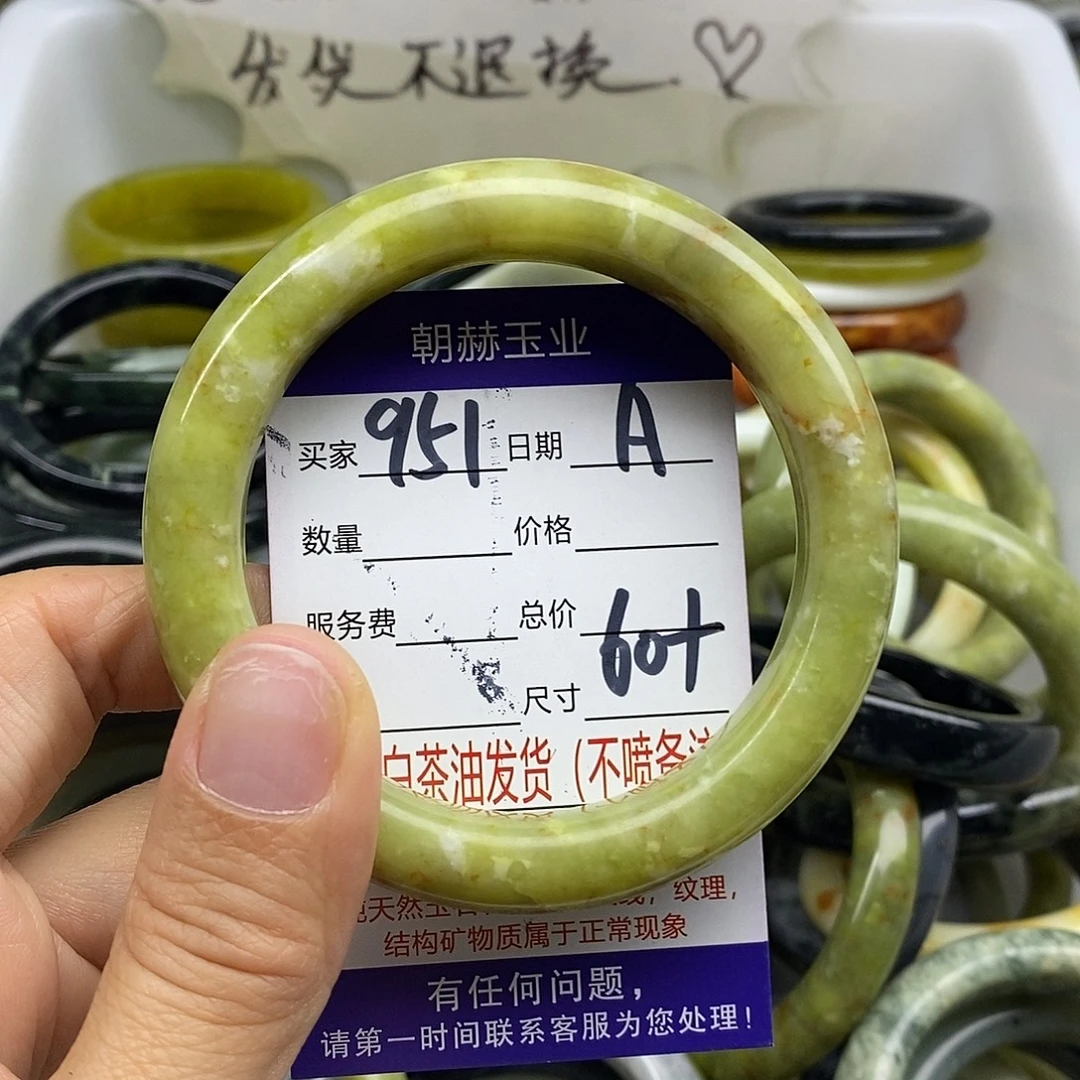 发货不退换 ♡
朝赫玉业
买家 951 日期 A
数量 价格
服务费 总价 60+
尺寸
白茶油发货(不喷
纹理,
结构矿物质属于正常现象
有任何问题,
请第一时间联系客服为您处理!